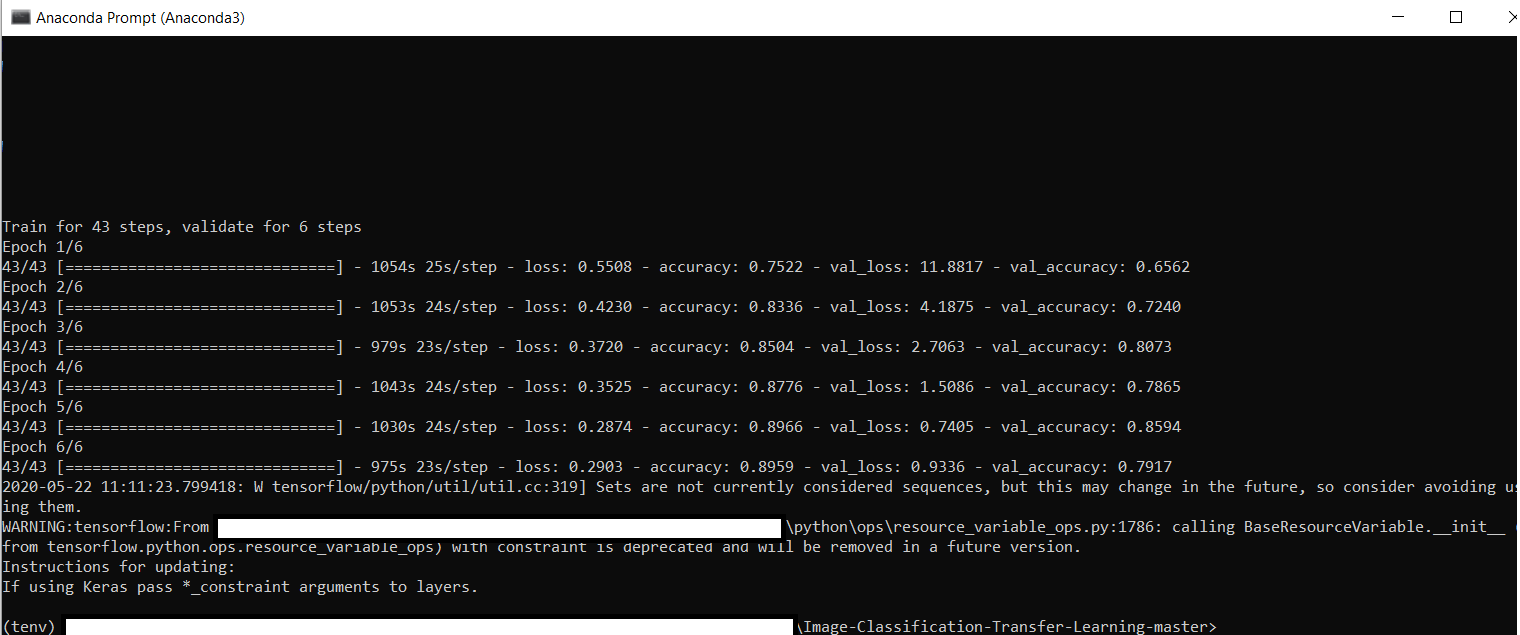 Anaconda Prompt (Anaconda3)
Train for 43 steps, validate for 6 steps
Epoch 1/6
43/43 [==============================] - 1054s 25s/step - loss: 0.5508 - accuracy: 0.7522 - val_loss: 11.8817 - val_accuracy: 0.6562
Epoch 2/6
43/43 [==============================] - 1053s 24s/step - loss: 0.4230 - accuracy: 0.8336 - val_loss: 4.1875 - val_accuracy: 0.7240
Epoch 3/6
43/43 [==============================] - 979s 23s/step - loss: 0.3720 - accuracy: 0.8504 - val_loss: 2.7063 - val_accuracy: 0.8073
Epoch 4/6
43/43 [==============================] - 1043s 24s/step - loss: 0.3525 - accuracy: 0.8776 - val_loss: 1.5086 - val_accuracy: 0.7865
Epoch 5/6
43/43 [==============================] - 1030s 24s/step - loss: 0.2874 - accuracy: 0.8966 - val_loss: 0.7405 - val_accuracy: 0.8594
Epoch 6/6
43/43 [==============================] - 975s 23s/step - loss: 0.2903 - accuracy: 0.8959 - val_loss: 0.9336 - val_accuracy: 0.7917
2020-05-22 11:11:23.799418: W tensorflow/python/util/util.cc:319] Sets are not currently considered sequences, but this may change in the future, so consider avoiding us
ing them.
WARNING:tensorflow:From \python\ops\resource_variable_ops.py:1786: calling BaseResourceVariable.__init__
from tensorflow.python.ops.resource_variable_ops) with constraint is deprecated and will be removed in a future version.
Instructions for updating:
If using Keras pass *_constraint arguments to layers.
(tenv) \Image-Classification-Transfer-Learning-master>